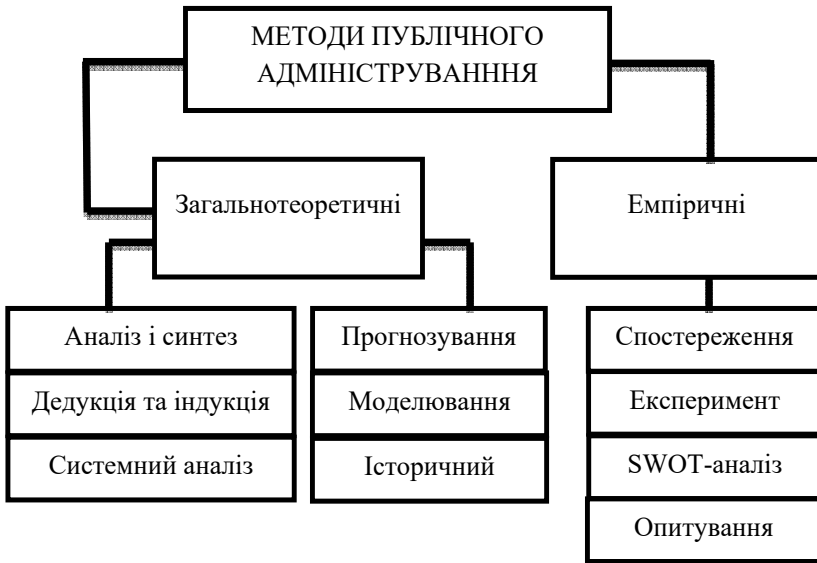 МЕТОДИ ПУБЛІЧНОГО
АДМІНІСТРУВАНННЯ
Загальнотеоретичні
Емпіричні
Аналіз і синтез
Дедукція та індукція
Системний аналіз
Прогнозування
Моделювання
Історичний
Спостереження
Експеримент
SWOT-аналіз
Опитування